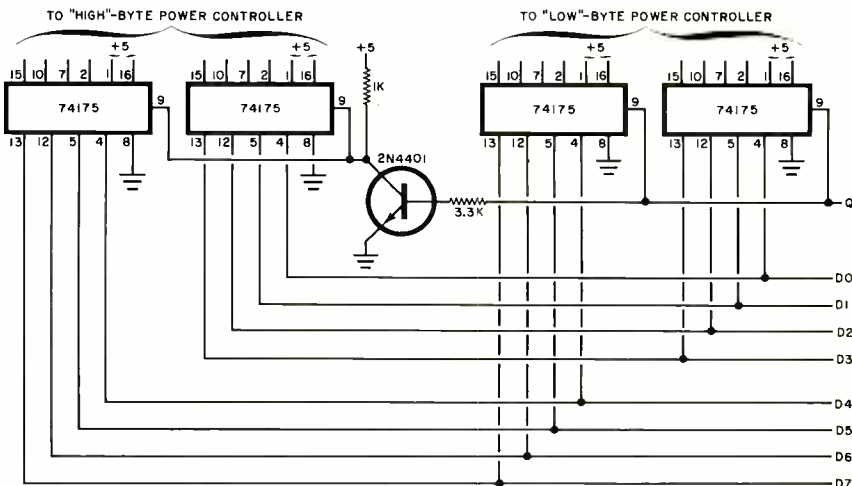 TO "HIGH"-BYTE POWER CONTROLLER
TO "LOW"-BYTE POWER CONTROLLER
+5
+5
+5
+5
+5
15 10 7 2 1 16
15 10 7 2 1 16
15 10 7 2 1 16
15 10 7 2 1 16
1K
74175
9
74175
9
74175
9
74175
9
13 12 5 4 8
13 12 5 4 8
13 12 5 4 8
13 12 5 4 8
2N4401
3.3K
Q
D0
D1
D2
D3
D4
D5
D6
D7